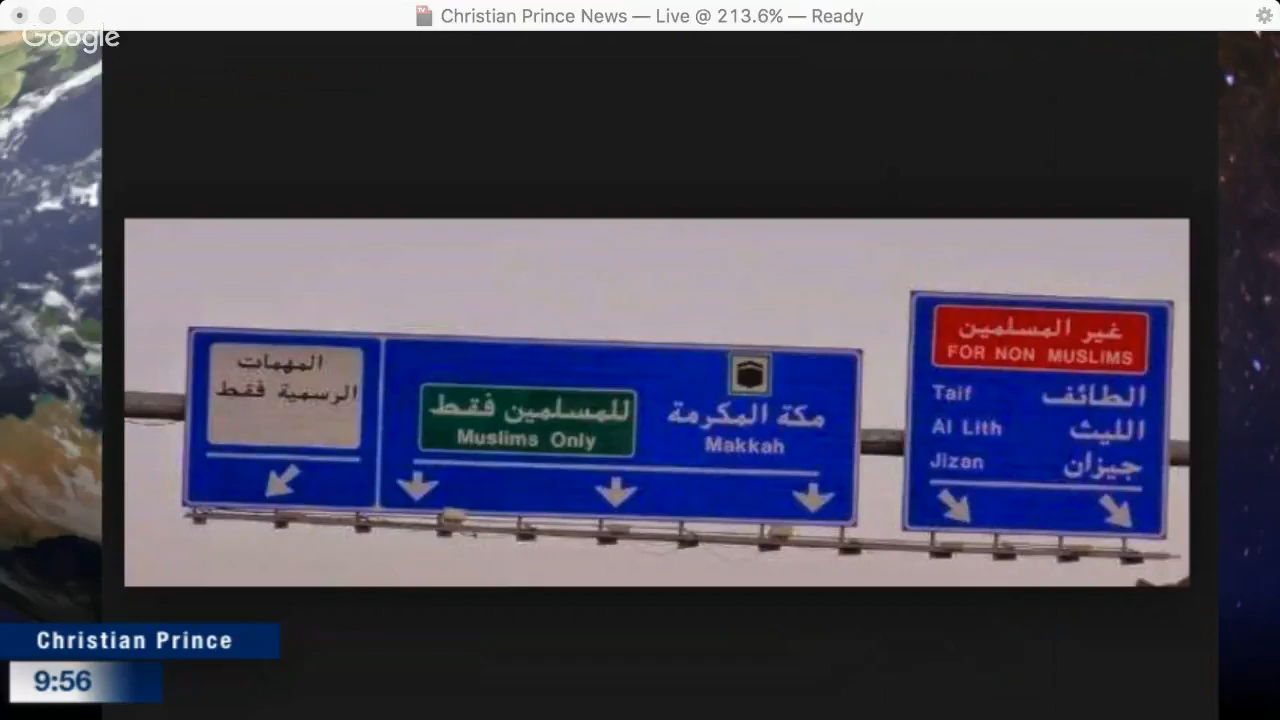 Christian Prince News — Live @ 213.6% — Ready
Google
المهمات
الرسمية فقط
للمسلمين فقط
Muslims Only
مكة المكرمة
Makkah
غير المسلمين
FOR NON MUSLIMS
Taif الطائف
Al Lith الليث
Jizan جيزان
Christian Prince
9:56